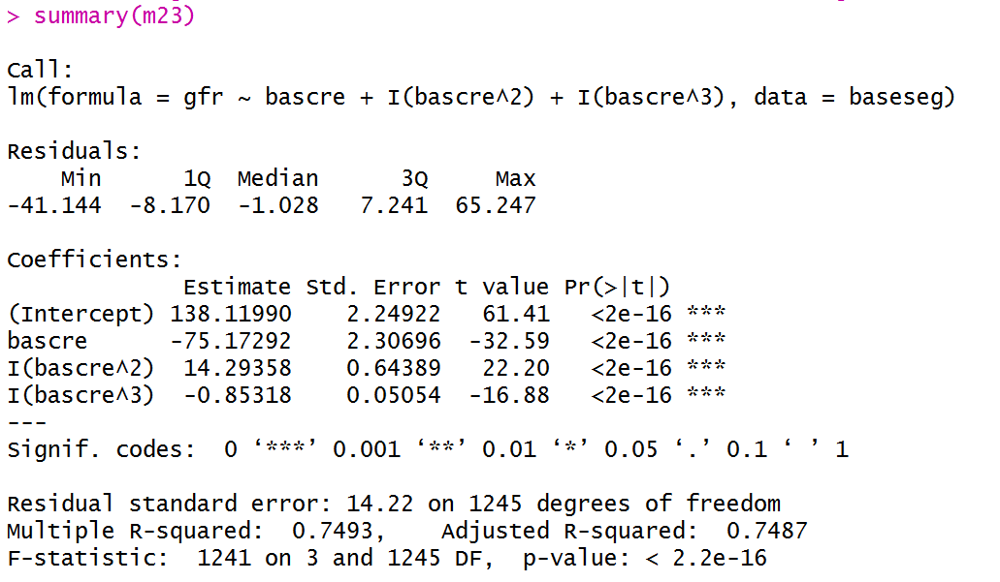 > summary(m23)
Call:
lm(formula = gfr ~ bascre + I(bascre^2) + I(bascre^3), data = baseseg)
Residuals:
    Min      1Q  Median      3Q     Max
-41.144  -8.170  -1.028   7.241  65.247
Coefficients:
             Estimate Std. Error t value Pr(>|t|)
(Intercept) 138.11990    2.24922   61.41   <2e-16 ***
bascre      -75.17292    2.30696  -32.59   <2e-16 ***
I(bascre^2)  14.29358    0.64389   22.20   <2e-16 ***
I(bascre^3)  -0.85318    0.05054  -16.88   <2e-16 ***
---
Signif. codes:  0 ‘***’ 0.001 ‘**’ 0.01 ‘*’ 0.05 ‘.’ 0.1 ‘ ’ 1
Residual standard error: 14.22 on 1245 degrees of freedom
Multiple R-squared:  0.7493,    Adjusted R-squared:  0.7487
F-statistic:  1241 on 3 and 1245 DF,  p-value: < 2.2e-16